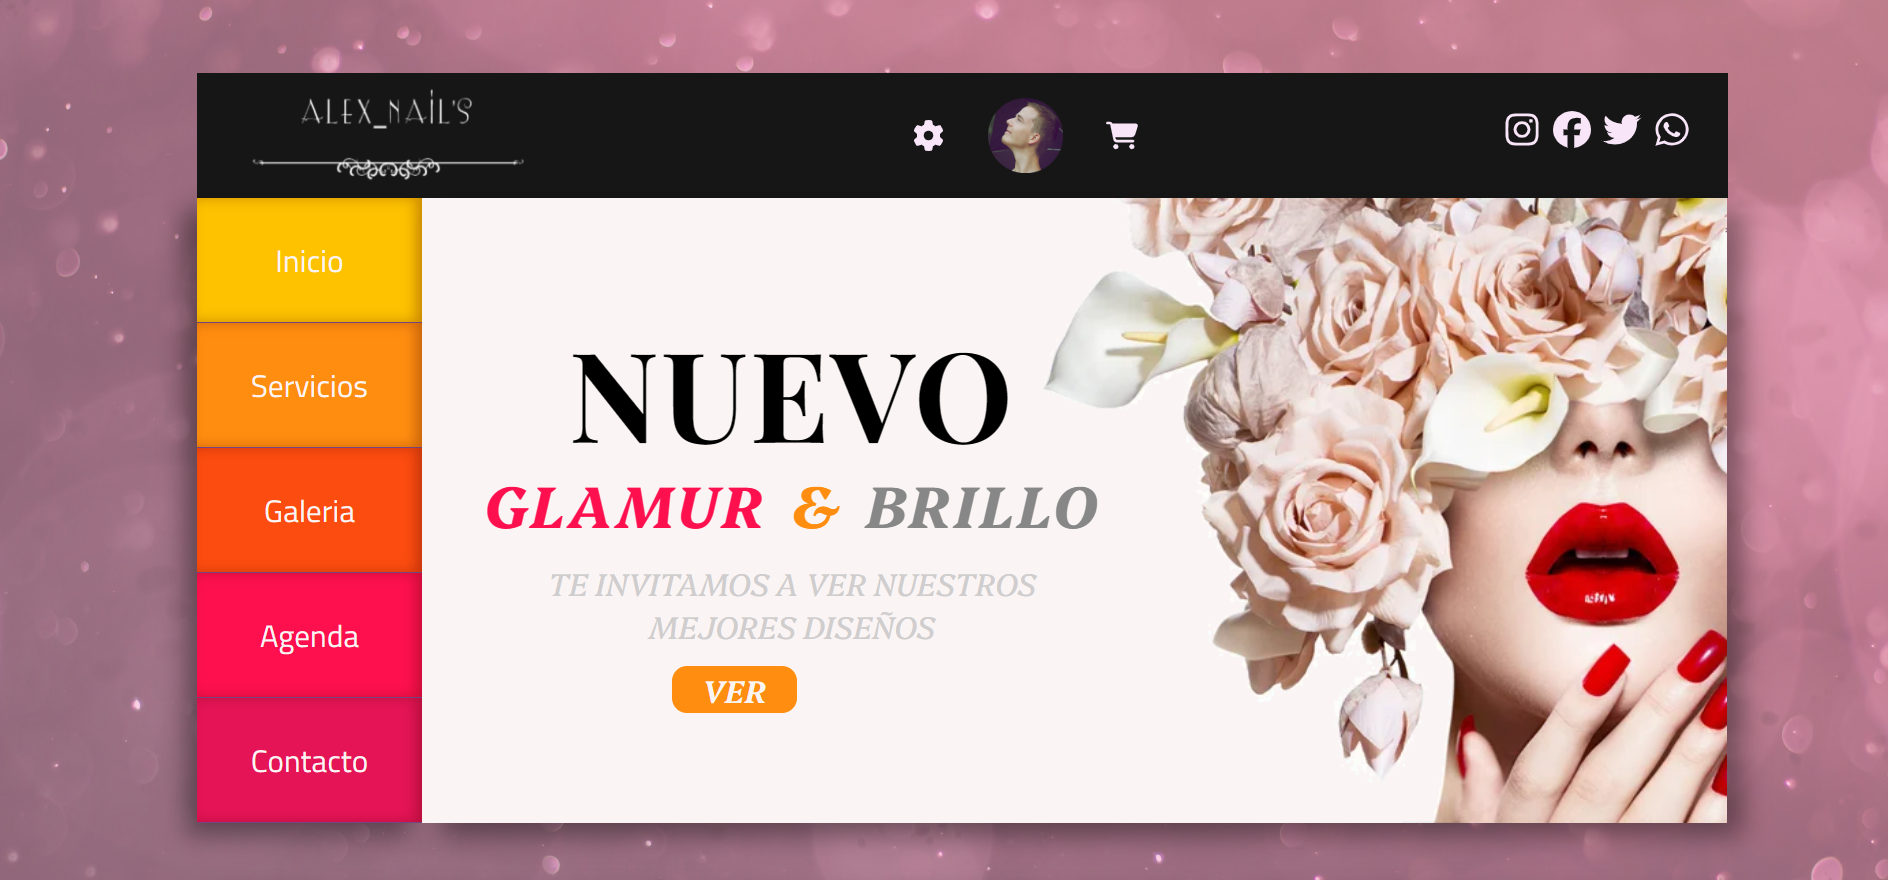 ALEX_NAIL'S
Inicio
Servicios
Galeria
Agenda
Contacto
NUEVO
GLAMUR & BRILLO
TE INVITAMOS A VER NUESTROS
MEJORES DISEÑOS
VER